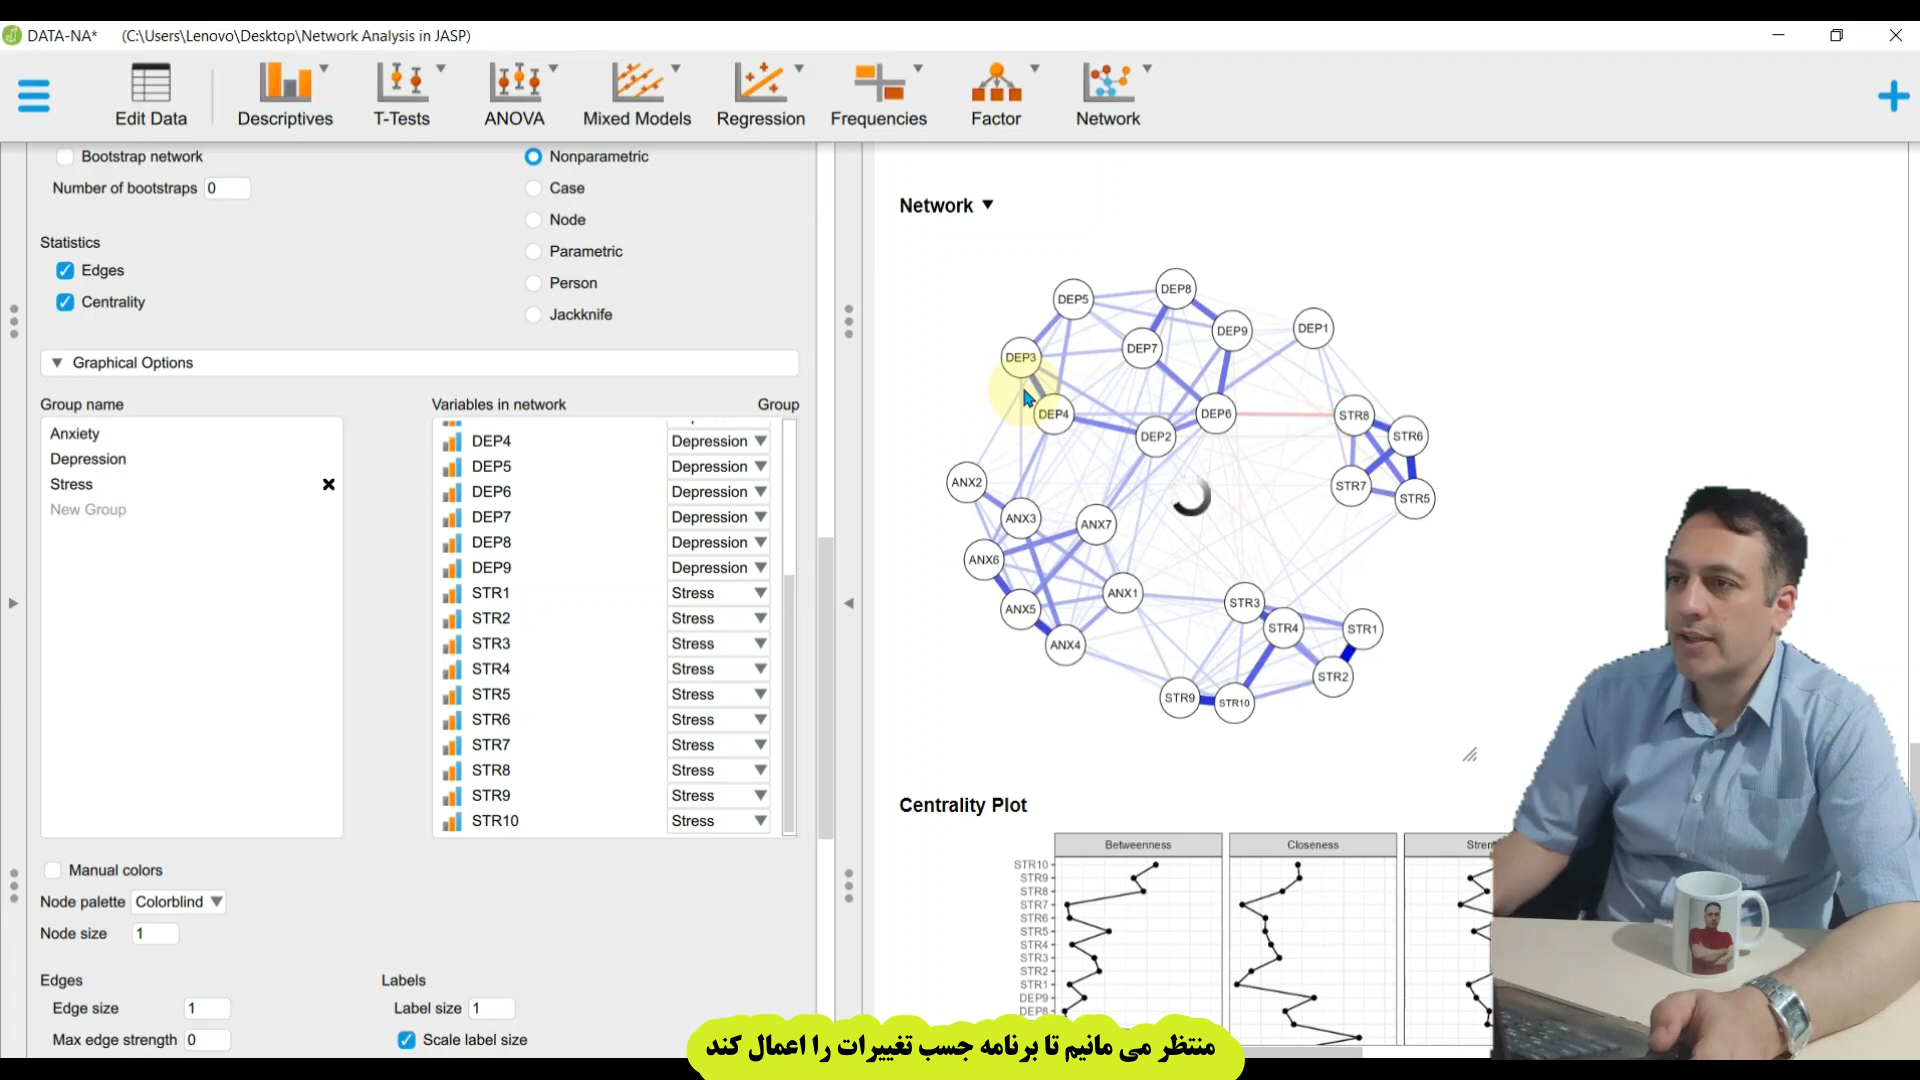 DATA-NA* (C:\Users\Lenovo\Desktop\Network Analysis in JASP)
Edit Data
Descriptives
T-Tests
ANOVA
Mixed Models
Regression
Frequencies
Factor
Network
Bootstrap network
Number of bootstraps 0
Nonparametric
Case
Node
Parametric
Person
Jackknife
Statistics
Edges
Centrality
Graphical Options
Group name
Anxiety
Depression
Stress
New Group
Variables in network Group
DEP4 Depression
DEP5 Depression
DEP6 Depression
DEP7 Depression
DEP8 Depression
DEP9 Depression
STR1 Stress
STR2 Stress
STR3 Stress
STR4 Stress
STR5 Stress
STR6 Stress
STR7 Stress
STR8 Stress
STR9 Stress
STR10 Stress
Manual colors
Node palette Colorblind
Node size 1
Edges
Edge size 1
Max edge strength 0
Labels
Label size 1
Scale label size
Network
DEP5
DEP8
DEP1
DEP9
DEP7
DEP3
DEP4
DEP6
DEP2
STR8
STR6
STR7
STR5
ANX2
ANX3
ANX7
ANX6
ANX1
ANX5
ANX4
STR3
STR4
STR1
STR2
STR9
STR10
Centrality Plot
Betweenness
Closeness
STR10
STR9
STR8
STR7
STR6
STR5
STR4
STR3
STR2
STR1
DEP9
DEP8
منتظر می مانیم تا برنامه جسب تغییرات را اعمال کند